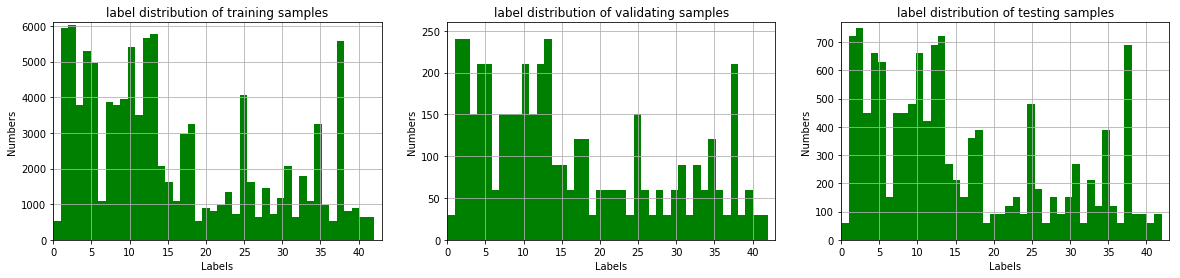 label distribution of training samples
Numbers
6000
5000
4000
3000
2000
1000
0
0 5 10 15 20 25 30 35 40
Labels
label distribution of validating samples
Numbers
250
200
150
100
50
0
0 5 10 15 20 25 30 35 40
Labels
label distribution of testing samples
Numbers
700
600
500
400
300
200
100
0
0 5 10 15 20 25 30 35 40
Labels